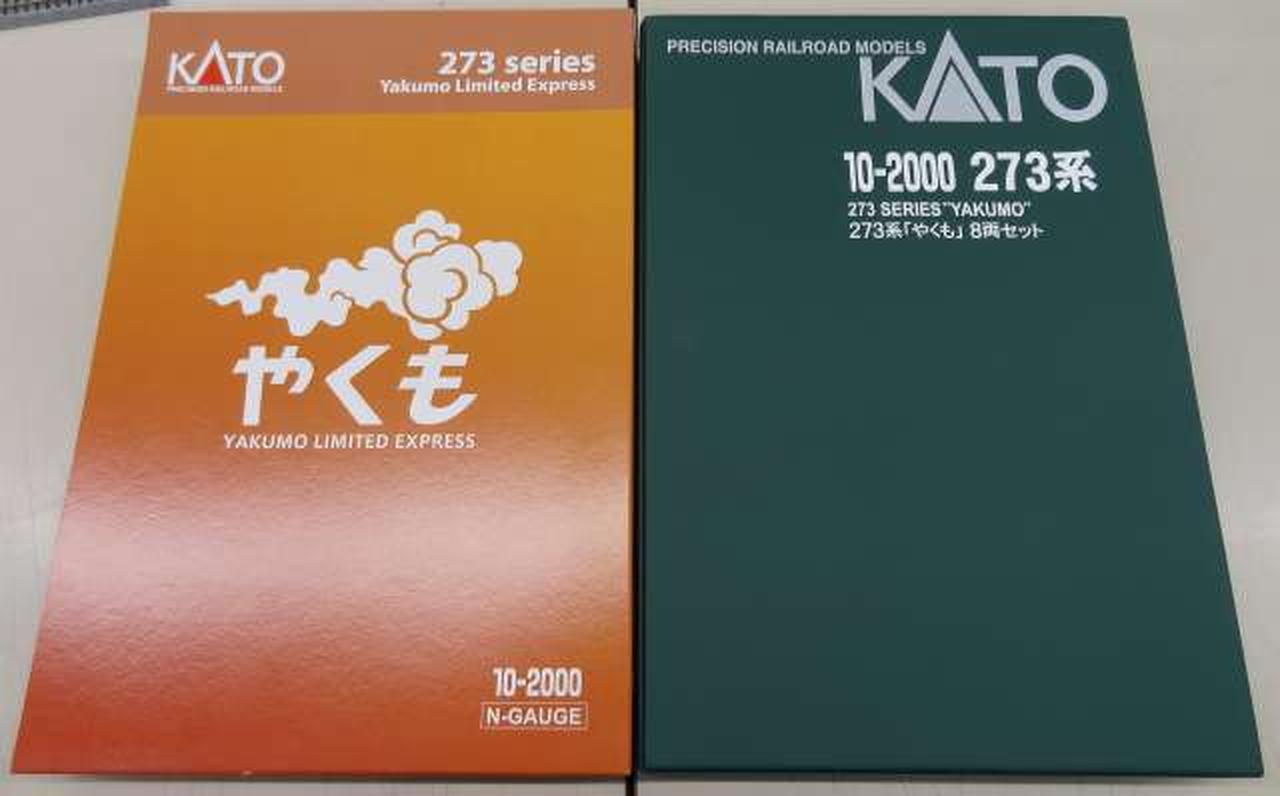 KATO
PRECISION RAILROAD MODELS
273 series
Yakumo Limited Express
やくも
YAKUMO LIMITED EXPRESS
10-2000
N-GAUGE
PRECISION RAILROAD MODELS
KATO
10-2000 273系
273 SERIES"YAKUMO"
273系「やくも」 8両セット